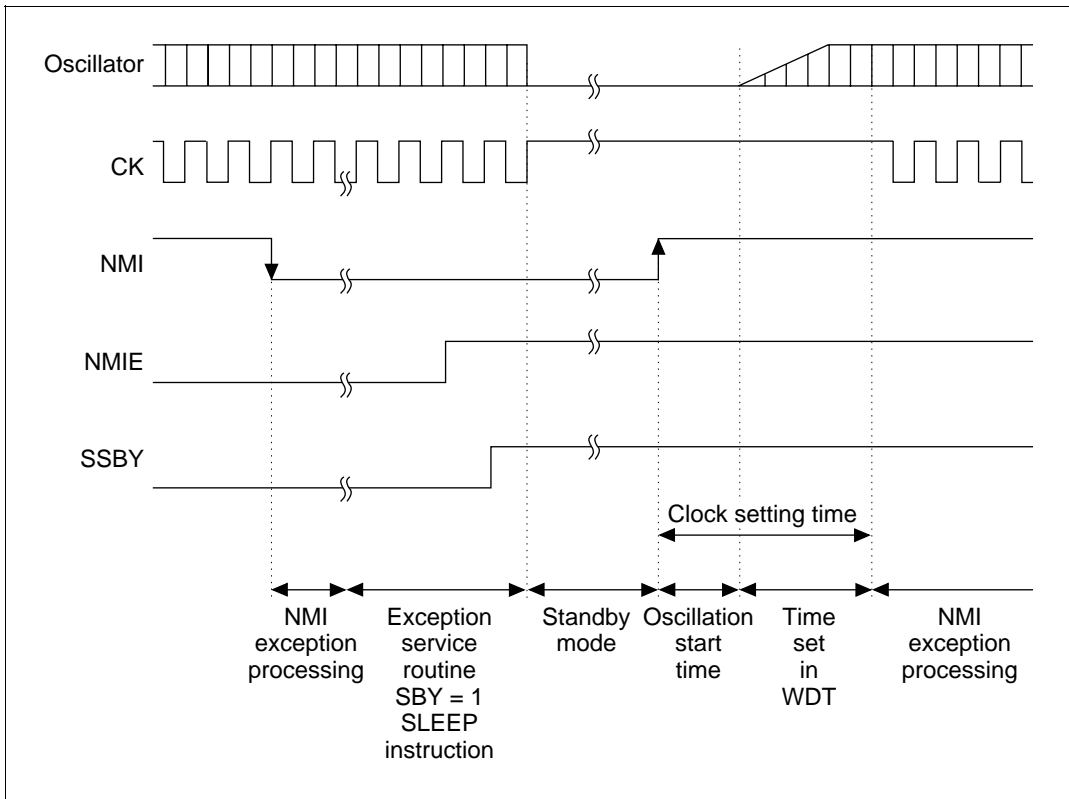 Oscillator
CK
NMI
NMIE
SSBY
Clock setting time
NMI
exception
processing
Exception
service
routine
SBY = 1
SLEEP
instruction
Standby
mode
Oscillation
start
time
Time
set
in
WDT
NMI
exception
processing